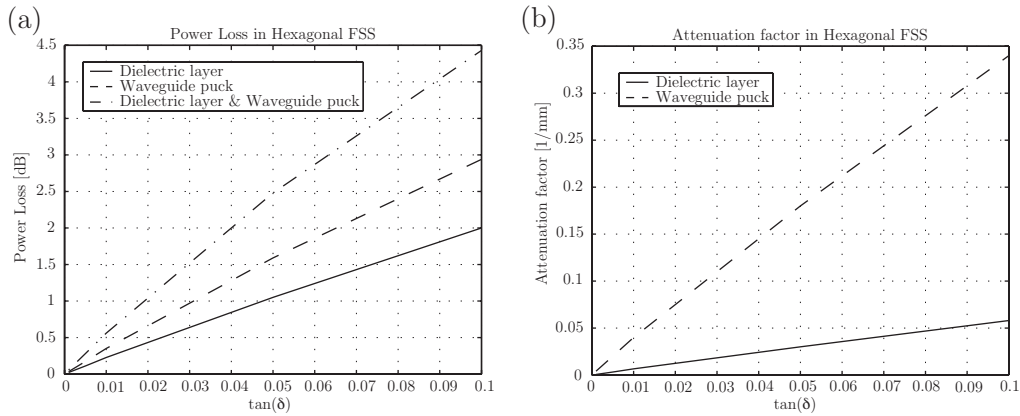 (a)
Power Loss in Hexagonal FSS
4.5
4
3.5
3
2.5
2
1.5
1
0.5
0
Power Loss [dB]
Dielectric layer
Waveguide puck
Dielectric layer & Waveguide puck
0 0.01 0.02 0.03 0.04 0.05 0.06 0.07 0.08 0.09 0.1
tan(δ)
(b)
Attenuation factor in Hexagonal FSS
0.35
0.3
0.25
0.2
0.15
0.1
0.05
0
Attenuation factor [1/mm]
Dielectric layer
Waveguide puck
0 0.01 0.02 0.03 0.04 0.05 0.06 0.07 0.08 0.09 0.1
tan(δ)